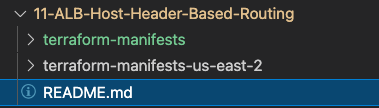 11-ALB-Host-Header-Based-Routing
terraform-manifests
terraform-manifests-us-east-2
README.md